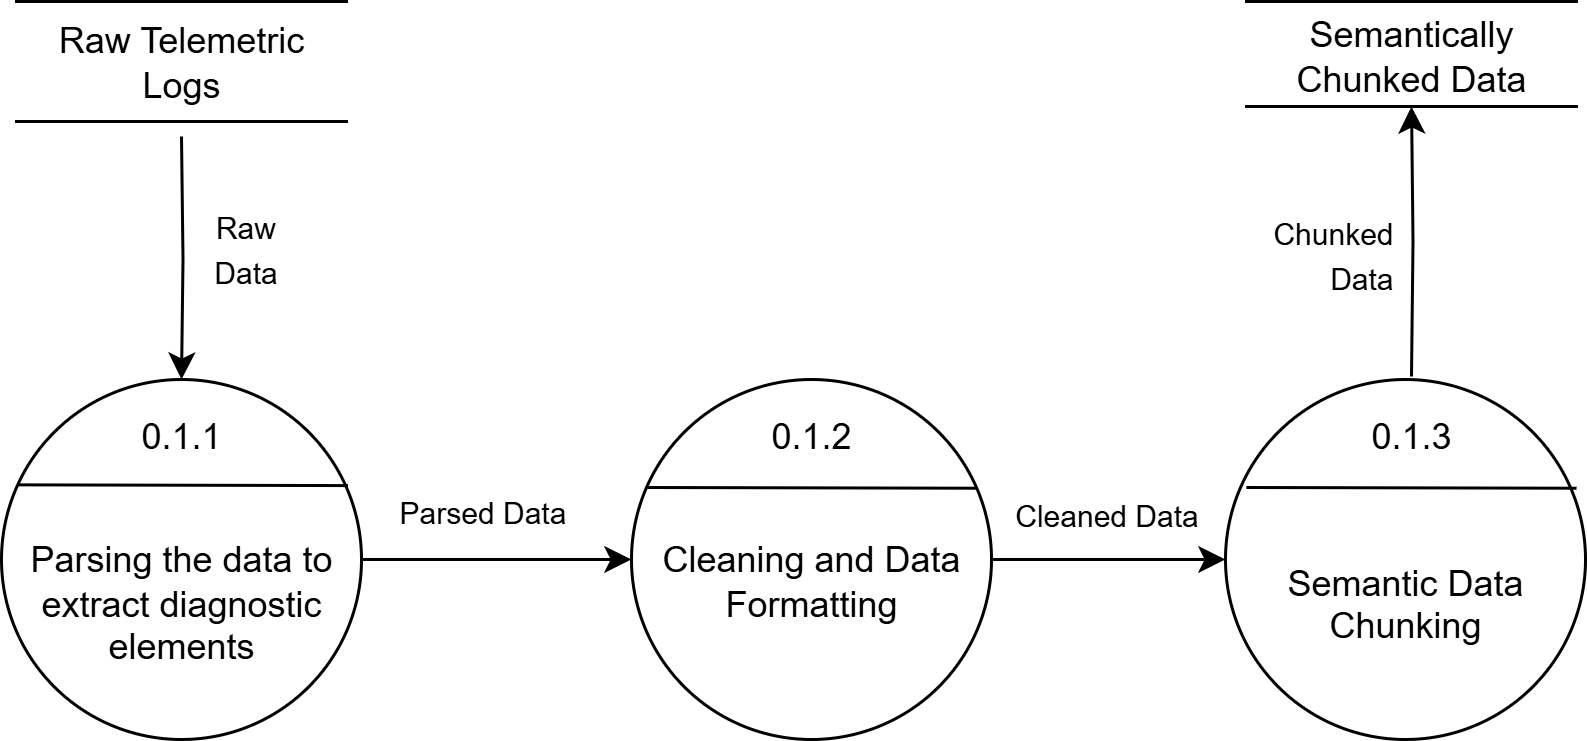 Raw Telemetric
Logs
Semantically
Chunked Data
Raw
Data
Chunked
Data
0.1.1
0.1.2
0.1.3
Parsed Data
Cleaned Data
Parsing the data to
extract diagnostic
elements
Cleaning and Data
Formatting
Semantic Data
Chunking